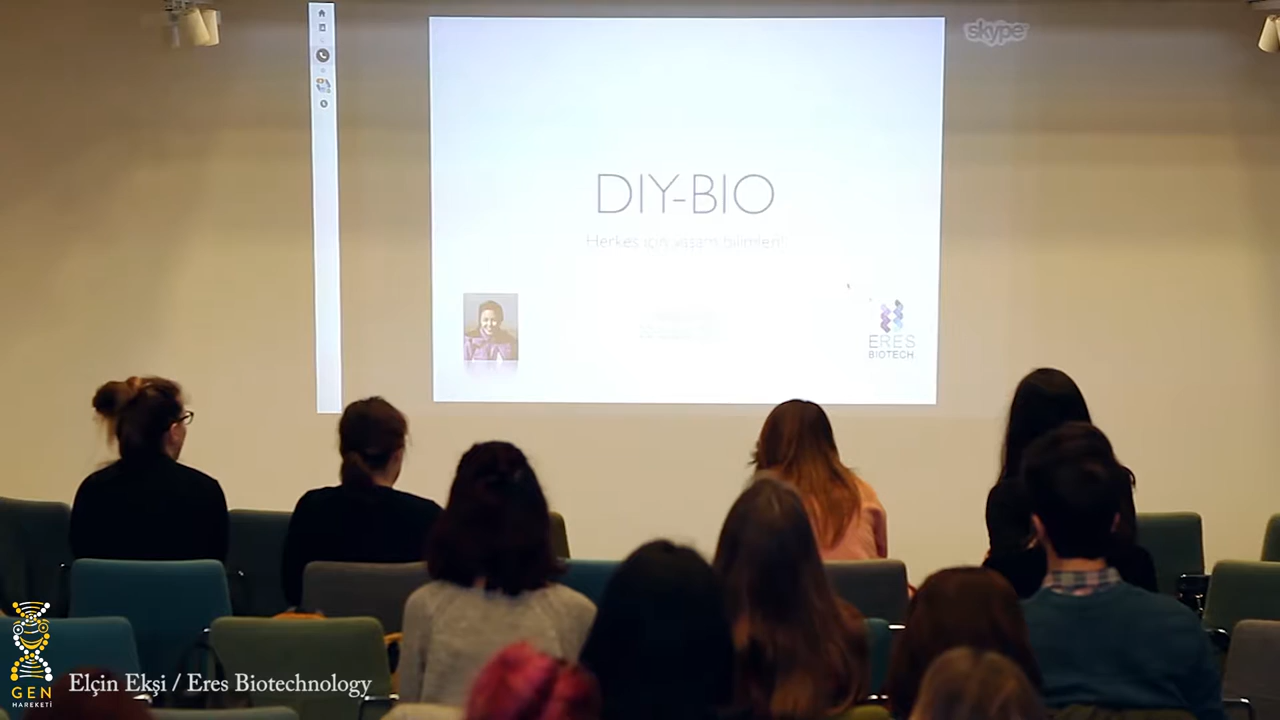 skype
DIY-BIO
Herkes için yaşam bilimleri
ERES
BIOTECH
GEN
HAREKETİ
Elçin Ekşi / Eres Biotechnology